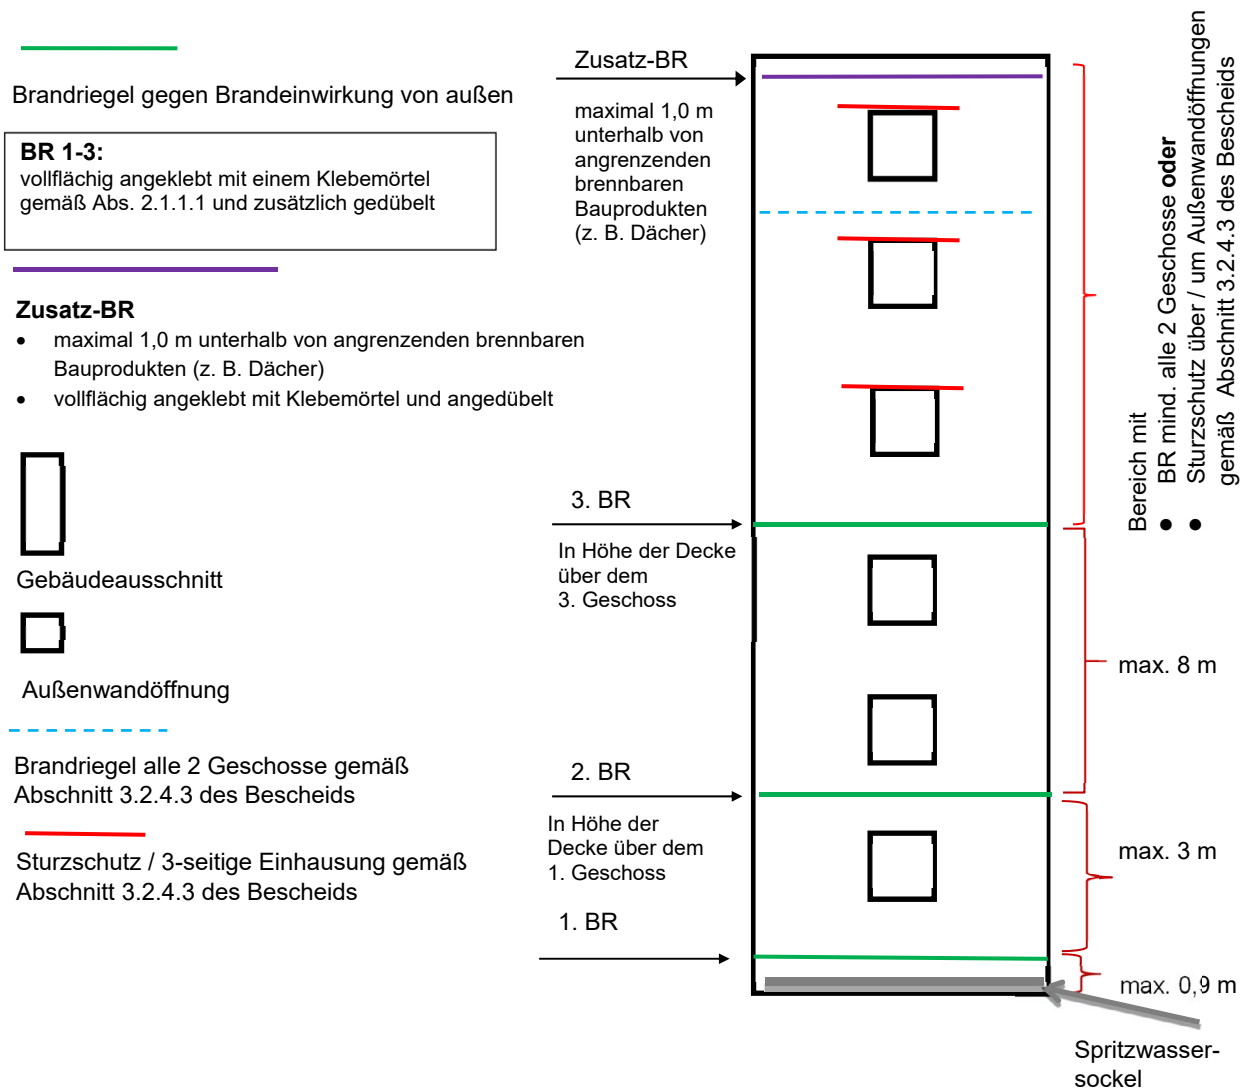 Brandriegel gegen Brandeinwirkung von außen
BR 1-3:
vollflächig angeklebt mit einem Klebemörtel
gemäß Abs. 2.1.1.1 und zusätzlich gedübelt
Zusatz-BR
• maximal 1,0 m unterhalb von angrenzenden brennbaren
Bauprodukten (z. B. Dächer)
• vollflächig angeklebt mit Klebemörtel und angedübelt
Gebäudeausschnitt
Außenwandöffnung
Brandriegel alle 2 Geschosse gemäß
Abschnitt 3.2.4.3 des Bescheids
Sturzschutz / 3-seitige Einhausung gemäß
Abschnitt 3.2.4.3 des Bescheids
Zusatz-BR
maximal 1,0 m
unterhalb von
angrenzenden
brennbaren
Bauprodukten
(z. B. Dächer)
3. BR
In Höhe der Decke
über dem
3. Geschoss
2. BR
In Höhe der
Decke über dem
1. Geschoss
1. BR
Bereich mit
• BR mind. alle 2 Geschosse oder
• Sturzschutz über / um Außenwandöffnungen
gemäß Abschnitt 3.2.4.3 des Bescheids
max. 8 m
max. 3 m
max. 0,9 m
Spritzwasser-
sockel